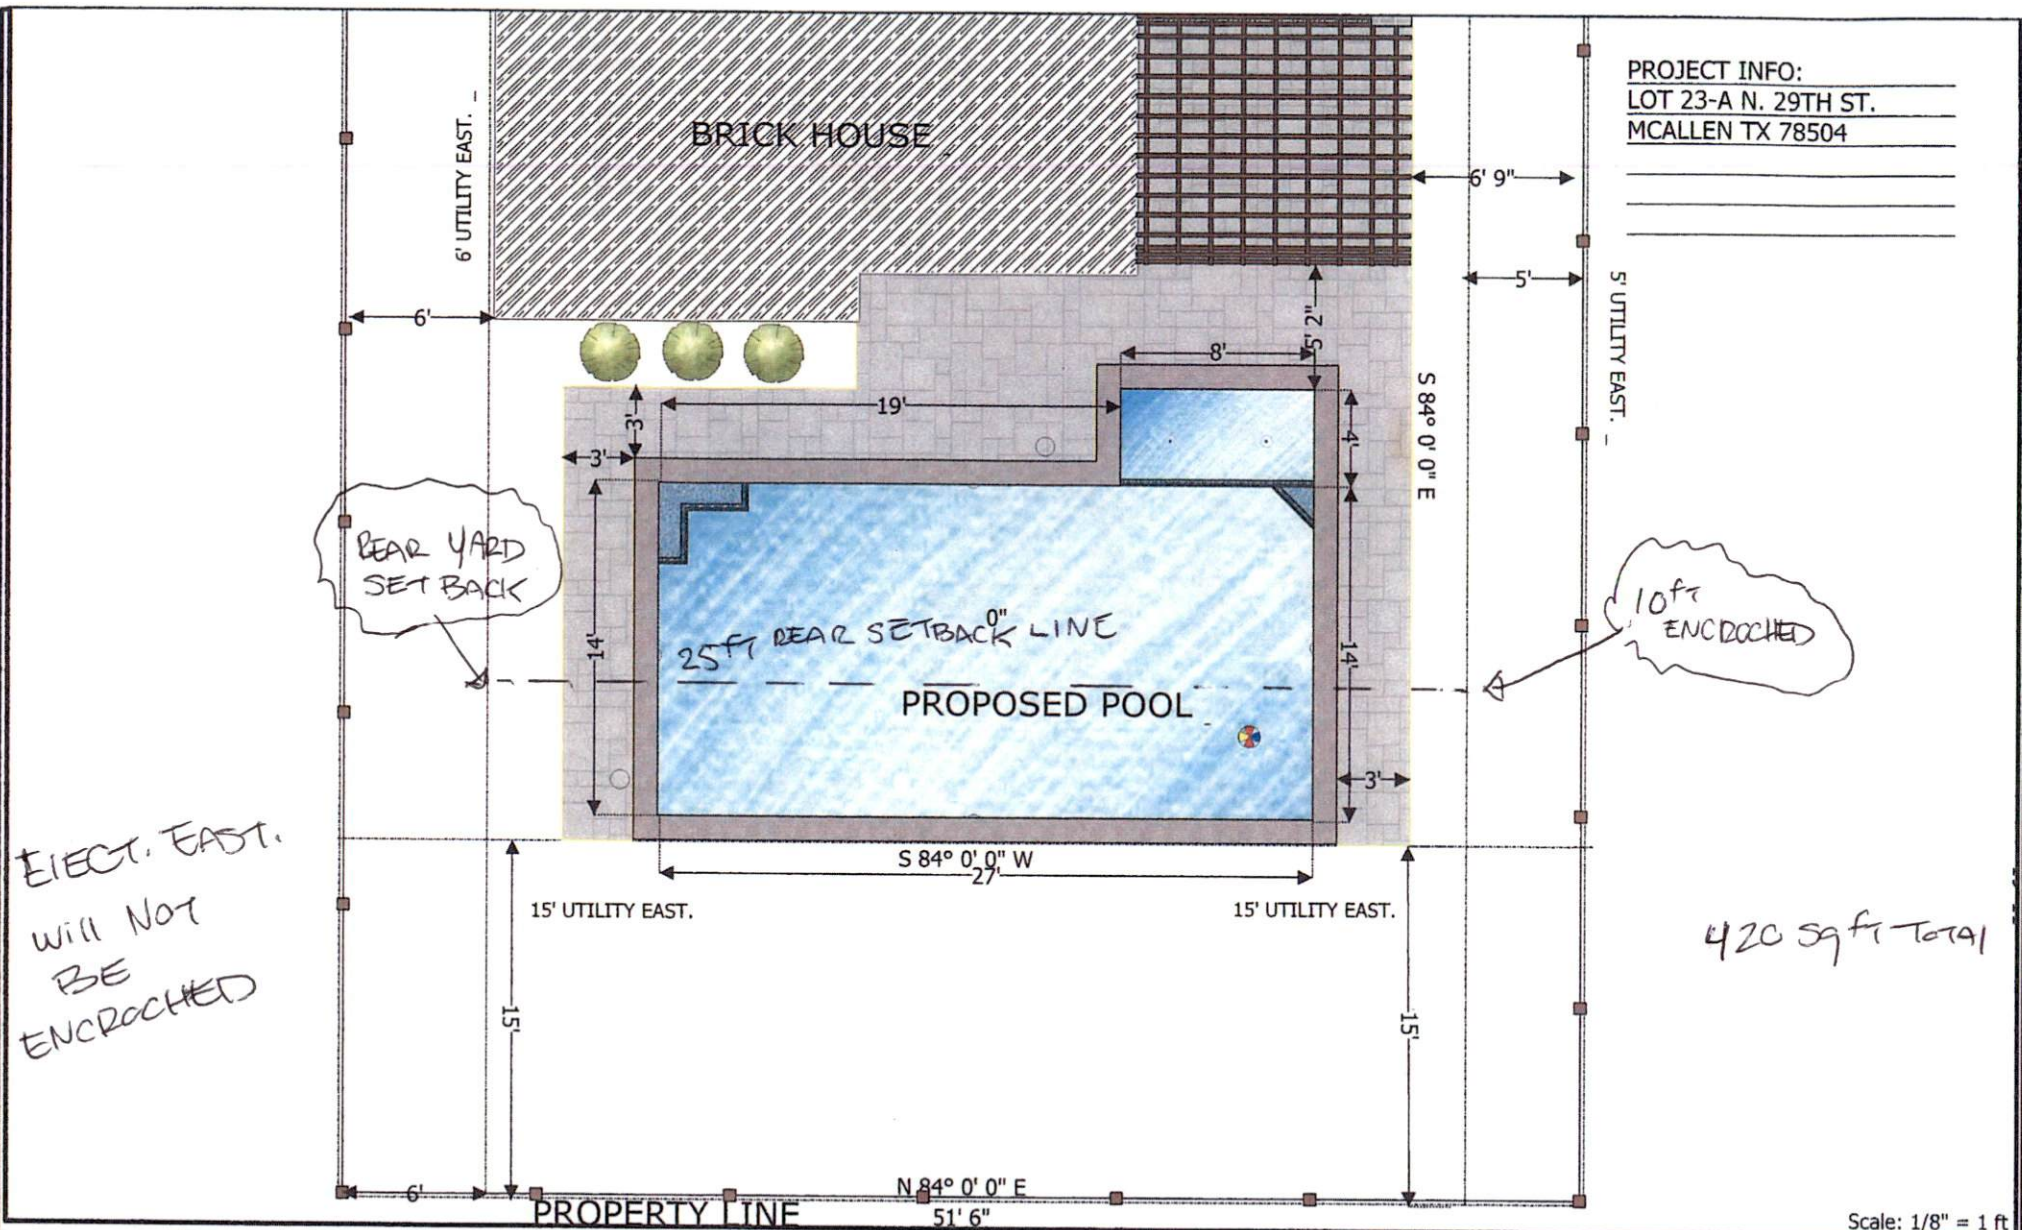 PROJECT INFO:
LOT 23-A N. 29TH ST.
MCALLEN TX 78504
BRICK HOUSE
6' UTILITY EAST.
6' 9"
5'
5' UTILITY EAST.
6'
5' 2"
8'
19'
3'
3'
4'
S 84° 0' 0" E
REAR YARD
SET BACK
14'
0"
25ft REAR SETBACK LINE
14'
10ft
ENCROCHED
PROPOSED POOL
3'
ElECT. EAST.
Will NOT
BE
ENCROCHED
S 84° 0' 0" W
27'
15' UTILITY EAST.
15' UTILITY EAST.
420 sq ft TOTAl
15'
15'
6'
N 84° 0' 0" E
PROPERTY LINE
51' 6"
Scale: 1/8" = 1 ft